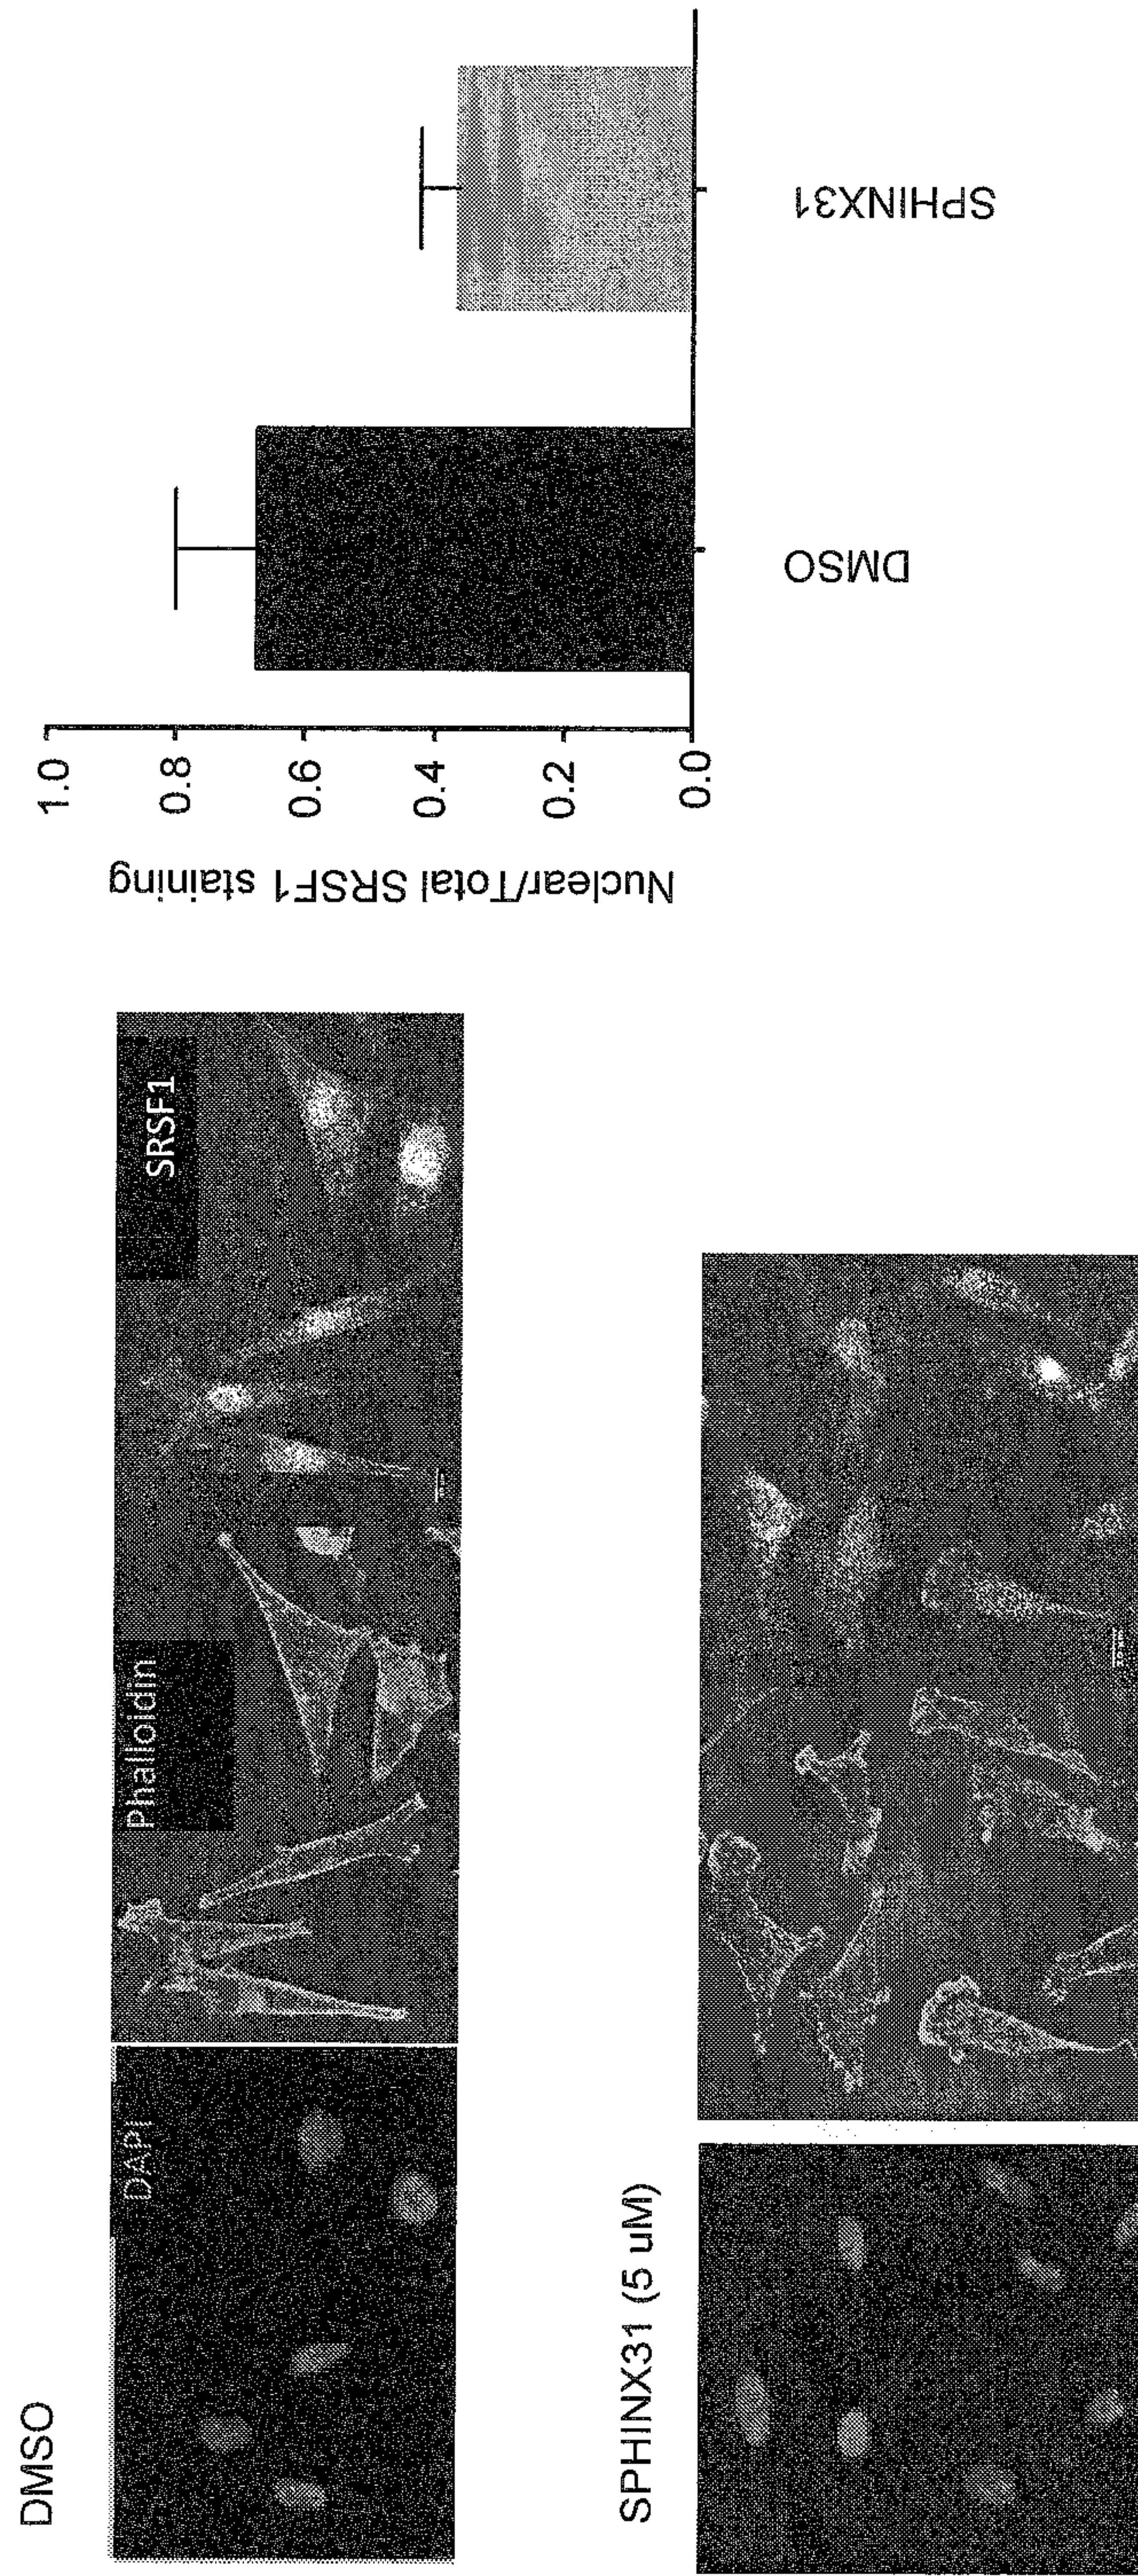 DMSO
DAPI
Phalloidin
SRSF1
SPHINX31 (5 uM)
Nuclear/Total SRSF1 staining
1.0
0.8
0.6
0.4
0.2
0.0
DMSO
SPHINX31